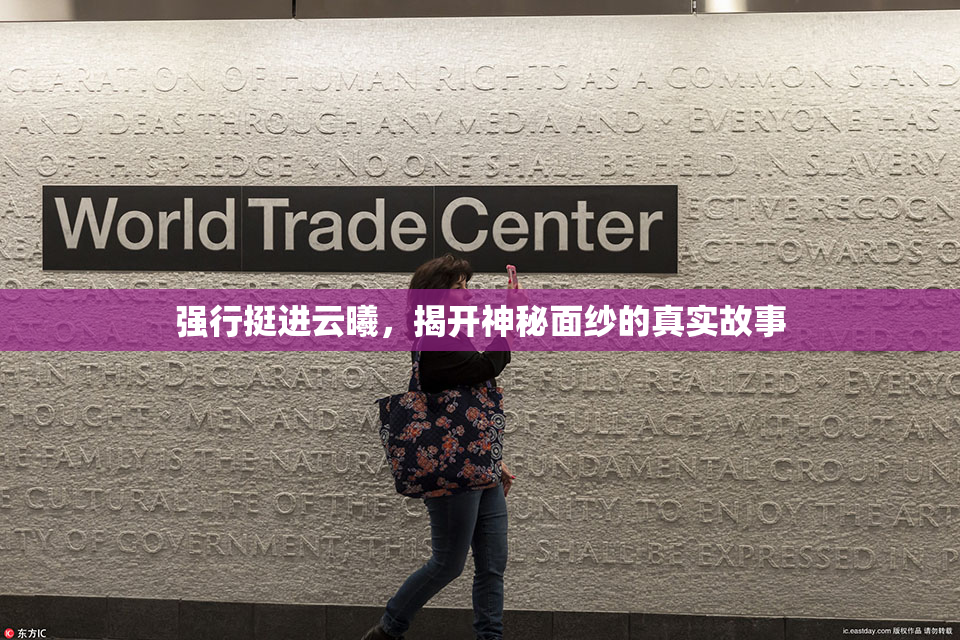 CLARATION OF HUMAN RIGHTS AS A COMMON STAND
AND IDEAS THROUGH ANY MEDIA AND • EVERYONE HAS T
OF THIS PLEDGE • NO ONE SHALL BE HELD IN SLAVERY
World Trade Center
ECTIVE RECOGN
ACT TOWARDS O
强行挺进云曦，揭开神秘面纱的真实故事
IN THIS DECLARATION FULLY REALIZED • EVERYO
THOUGHT MEN AND OF FULL AGE, WITHO
FAMILY IS THE NATURA FUNDAMENTAL GROUP
CULTURAL LIFE OF THE UNITY, TO ENJOY THE ART
TY OF GOVERNMENT; THIS SHALL BE EXPRESSED IN P
东方IC
ic.eastday.com 版权作品 请勿转载